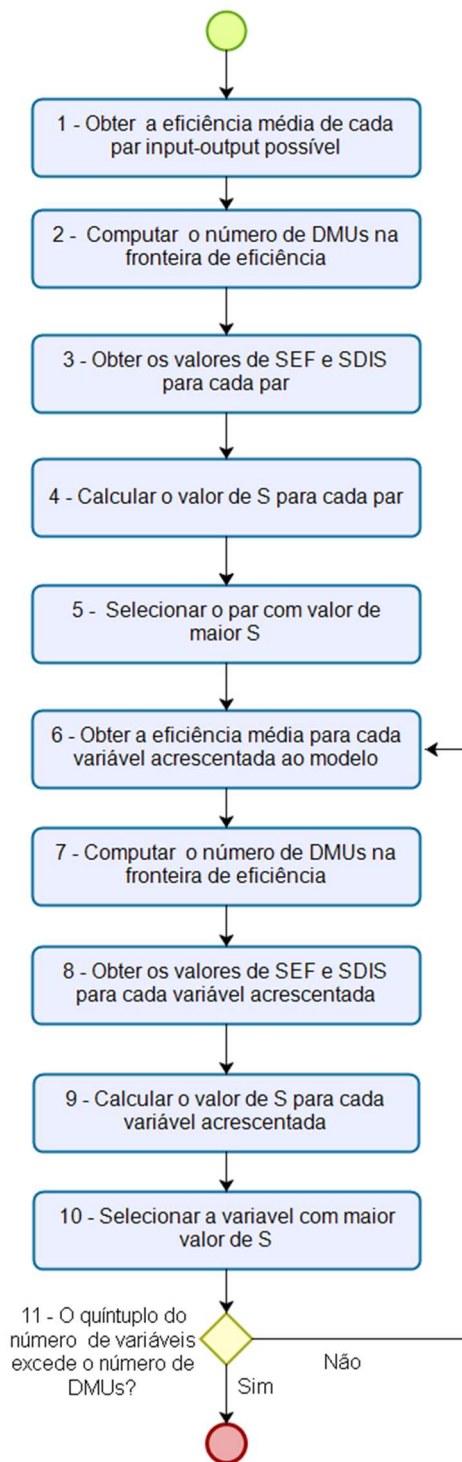 1 - Obter a eficiência média de cada
par input-output possível
2 - Computar o número de DMUs na
fronteira de eficiência
3 - Obter os valores de SEF e SDIS
para cada par
4 - Calcular o valor de S para cada par
5 - Selecionar o par com valor de
maior S
6 - Obter a eficiência média para cada
variável acrescentada ao modelo
7 - Computar o número de DMUs na
fronteira de eficiência
8 - Obter os valores de SEF e SDIS
para cada variável acrescentada
9 - Calcular o valor de S para cada
variável acrescentada
10 - Selecionar a variavel com maior
valor de S
11 - O quíntuplo do
número de variáveis
excede o número de
DMUs?
Não
Sim